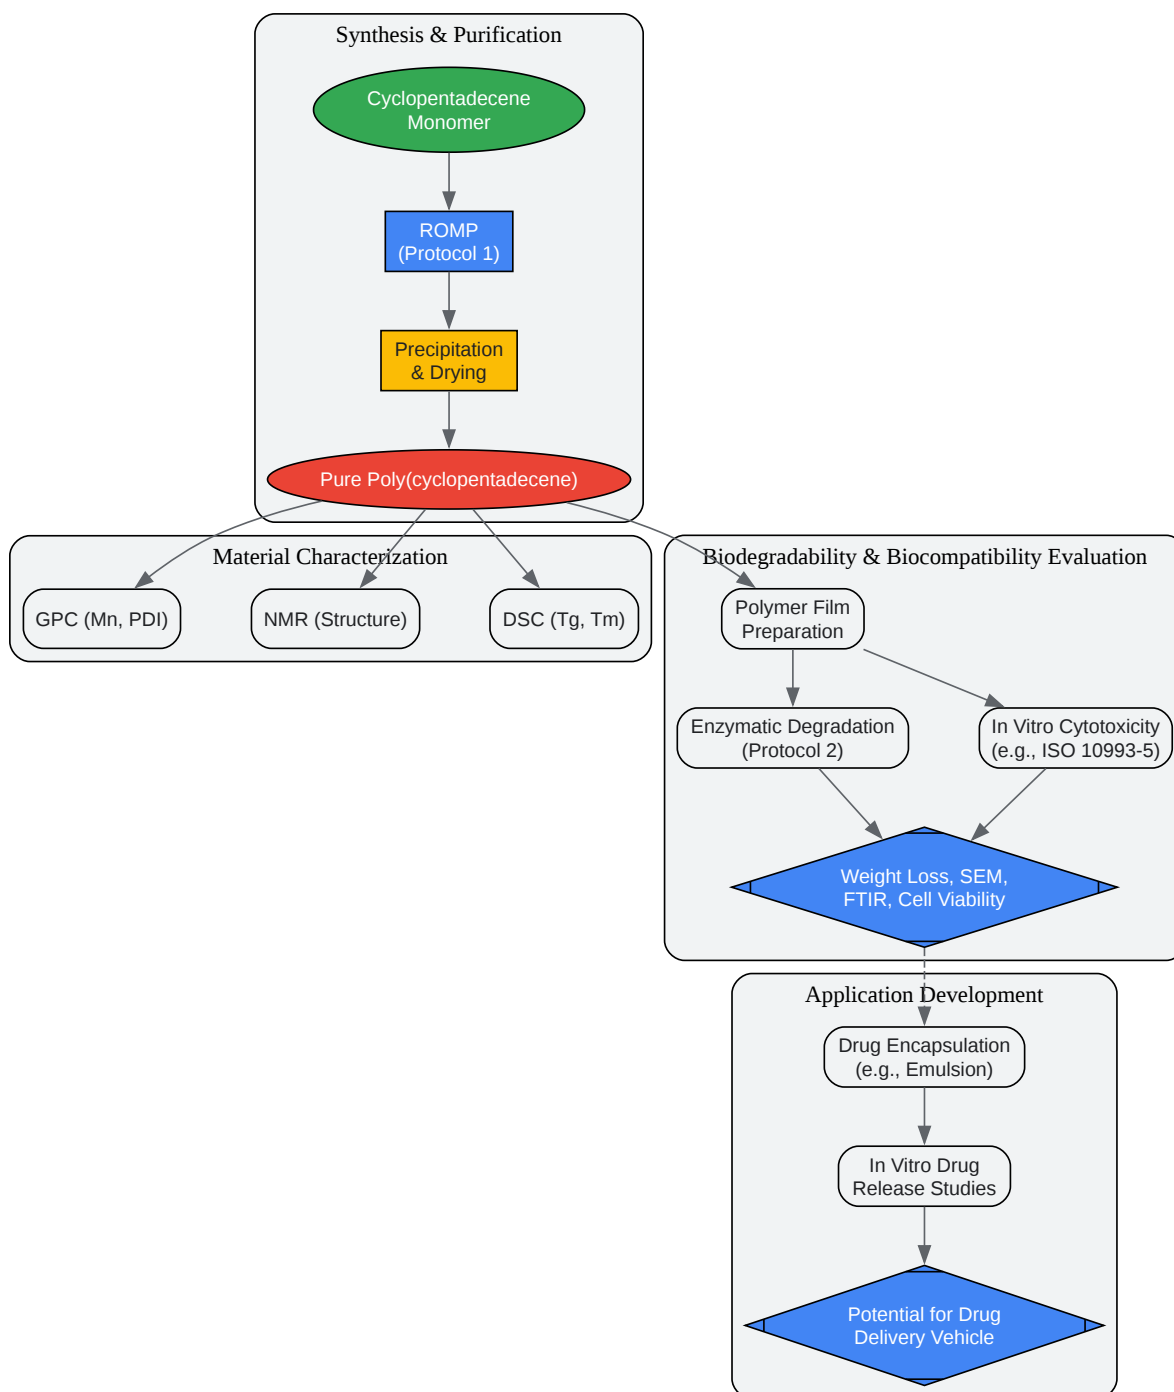 Synthesis & Purification
Cyclopentadecene
Monomer
ROMP
(Protocol 1)
Precipitation
& Drying
Pure Poly(cyclopentadecene)
Material Characterization
GPC (Mn, PDI)
NMR (Structure)
DSC (Tg, Tm)
Biodegradability & Biocompatibility Evaluation
Polymer Film
Preparation
Enzymatic Degradation
(Protocol 2)
In Vitro Cytotoxicity
(e.g., ISO 10993-5)
Weight Loss, SEM,
FTIR, Cell Viability
Application Development
Drug Encapsulation
(e.g., Emulsion)
In Vitro Drug
Release Studies
Potential for Drug
Delivery Vehicle